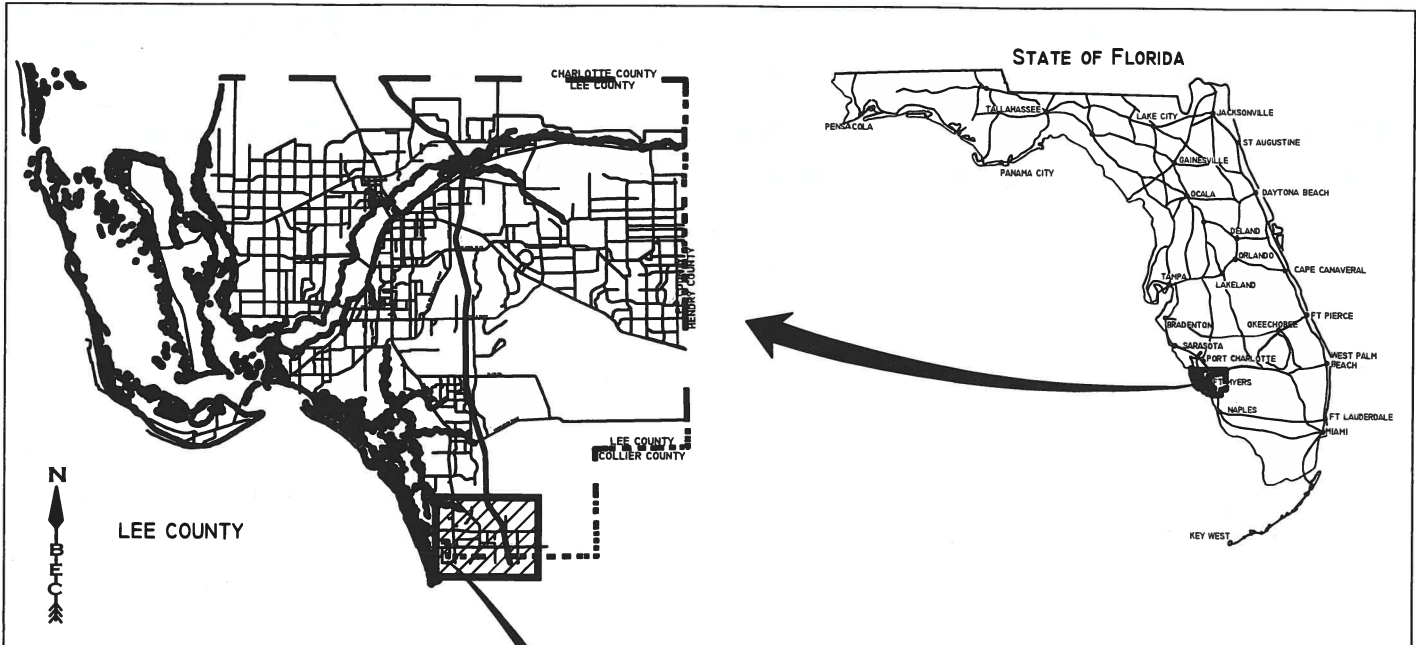 STATE OF FLORIDA
CHARLOTTE COUNTY
LEE COUNTY
HENDRY COUNTY
LEE COUNTY
COLLIER COUNTY
N
BETC
LEE COUNTY
PENSACOLA
TALLAHASSEE
PANAMA CITY
LAKE CITY
JACKSONVILLE
ST AUGUSTINE
GAINESVILLE
OCALA
DAYTONA BEACH
DELAND
ORLANDO
CAPE CANAVERAL
TAMPA
LAKELAND
BRADENTON
OKEECHOBEE
FT PIERCE
SARASOTA
PORT CHARLOTTE
WEST PALM
BEACH
FT MYERS
NAPLES
FT LAUDERDALE
MIAMI
KEY WEST